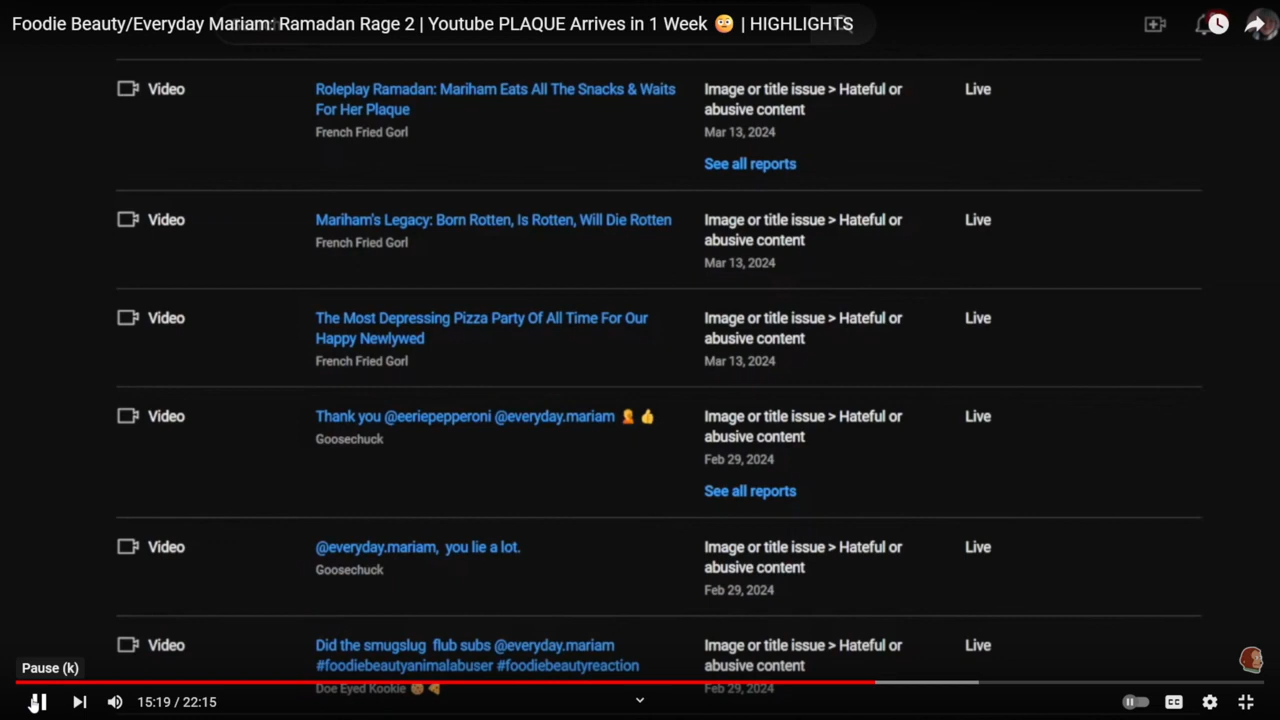 Foodie Beauty/Everyday Mariam: Ramadan Rage 2 | Youtube PLAQUE Arrives in 1 Week 😳 | HIGHLIGHTS
Video
Roleplay Ramadan: Mariham Eats All The Snacks & Waits
For Her Plaque
French Fried Gorl
Image or title issue > Hateful or
abusive content
Mar 13, 2024
See all reports
Live
Video
Mariham's Legacy: Born Rotten, Is Rotten, Will Die Rotten
French Fried Gorl
Image or title issue > Hateful or
abusive content
Mar 13, 2024
Live
Video
The Most Depressing Pizza Party Of All Time For Our
Happy Newlywed
French Fried Gorl
Image or title issue > Hateful or
abusive content
Mar 13, 2024
Live
Video
Thank you @eeriepepperoni @everyday.mariam 🤦 👍
Goosechuck
Image or title issue > Hateful or
abusive content
Feb 29, 2024
See all reports
Live
Video
@everyday.mariam, you lie a lot.
Goosechuck
Image or title issue > Hateful or
abusive content
Feb 29, 2024
Live
Video
Did the smugslug flub subs @everyday.mariam
#foodiebeautyanimalabuser #foodiebeautyreaction
Doe Eyed Kookie 🍪 🍕
Image or title issue > Hateful or
abusive content
Feb 29, 2024
Live
Pause (k)
15:19 / 22:15
CC